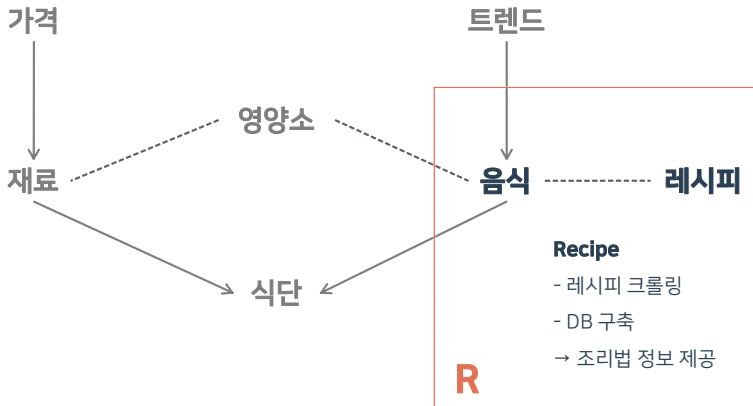 가격
트렌드
영양소
재료
음식
레시피
식단
Recipe
- 레시피 크롤링
- DB 구축
→ 조리법 정보 제공
R